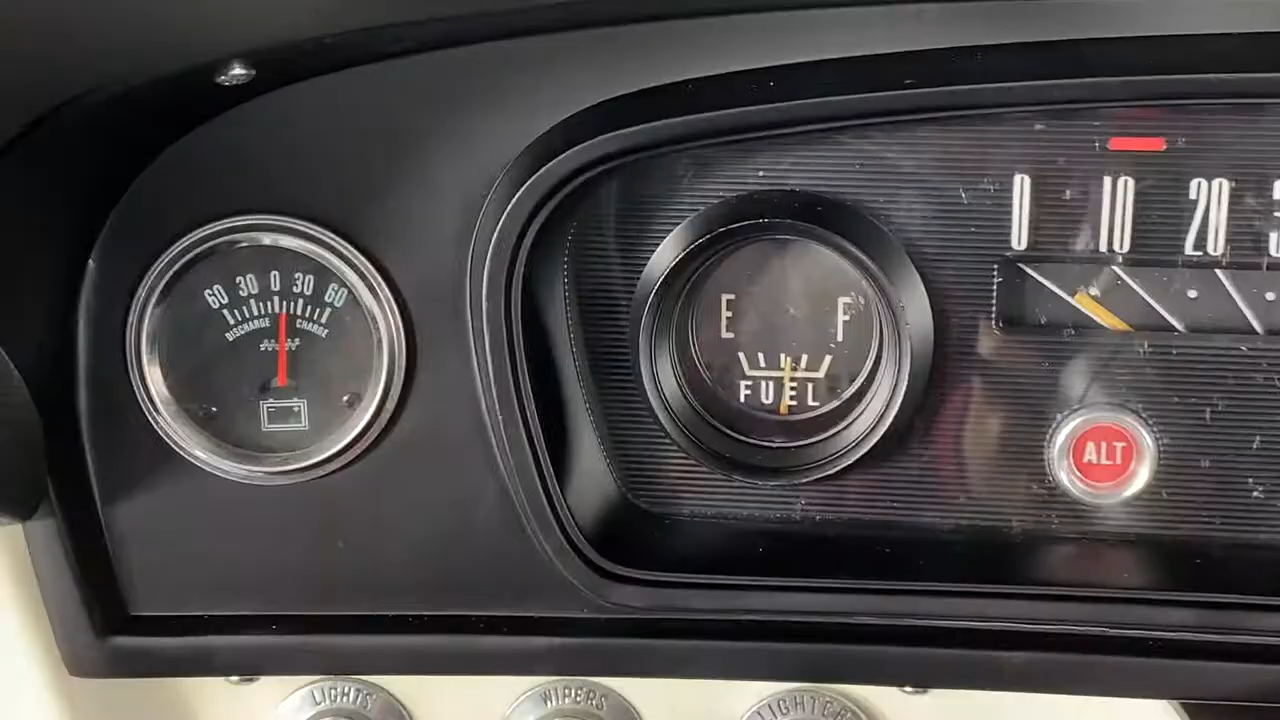 60 30 0 30 60
DISCHARGE CHARGE
- +
E F
FUEL
0 10 20
ALT
LIGHTS
WIPERS
LIGHTER